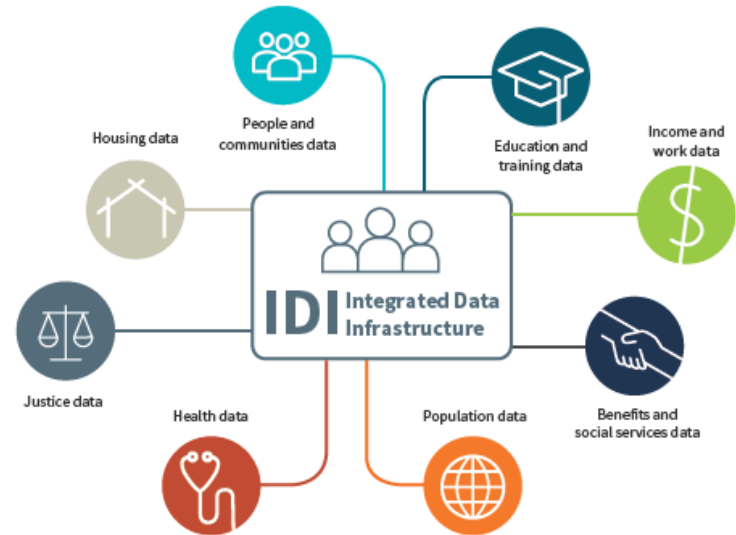 People and
communities data
Education and
training data
Income and
work data
Housing data
IDI Integrated Data
Infrastructure
Justice data
Health data
Population data
Benefits and
social services data